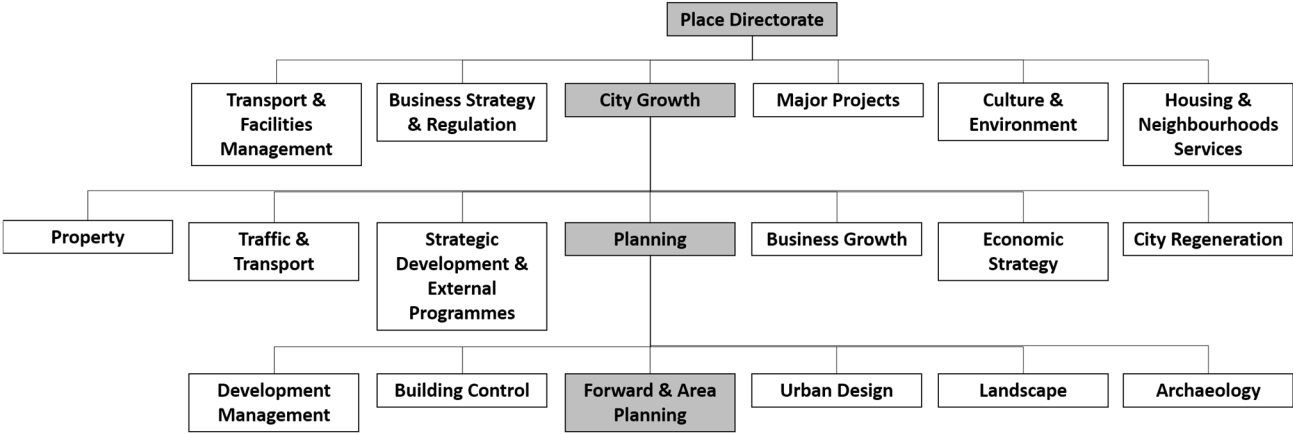 Place Directorate
Transport &
Facilities
Management
Business Strategy
& Regulation
City Growth
Major Projects
Culture &
Environment
Housing &
Neighbourhoods
Services
Property
Traffic &
Transport
Strategic
Development &
External
Programmes
Planning
Business Growth
Economic
Strategy
City Regeneration
Development
Management
Building Control
Forward & Area
Planning
Urban Design
Landscape
Archaeology